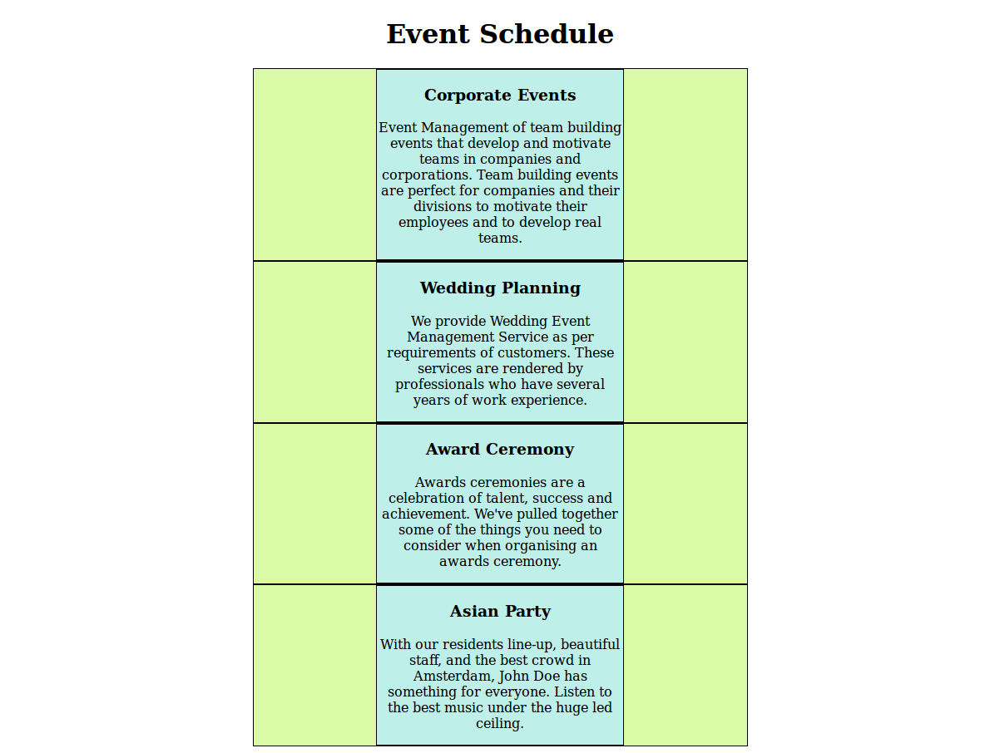 Event Schedule
Corporate Events
Event Management of team building
events that develop and motivate
teams in companies and
corporations. Team building events
are perfect for companies and their
divisions to motivate their
employees and to develop real
teams.
Wedding Planning
We provide Wedding Event
Management Service as per
requirements of customers. These
services are rendered by
professionals who have several
years of work experience.
Award Ceremony
Awards ceremonies are a
celebration of talent, success and
achievement. We've pulled together
some of the things you need to
consider when organising an
awards ceremony.
Asian Party
With our residents line-up, beautiful
staff, and the best crowd in
Amsterdam, John Doe has
something for everyone. Listen to
the best music under the huge led
ceiling.